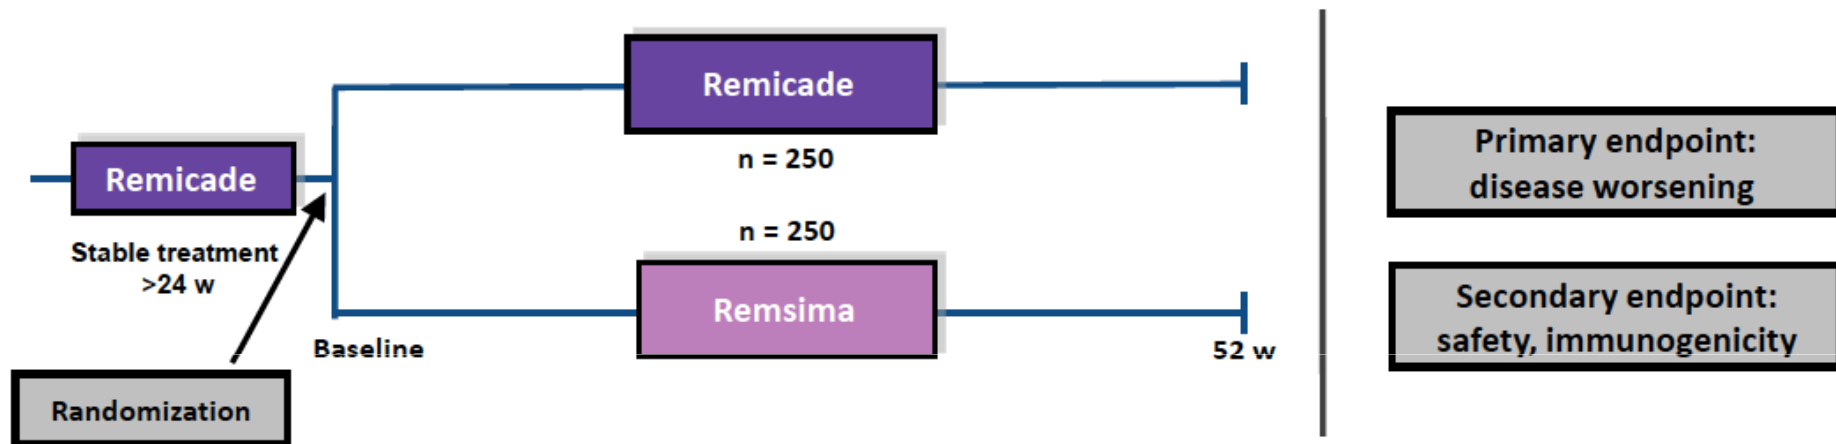 Remicade
Stable treatment
>24 w
Randomization
Baseline
Remicade
n = 250
n = 250
Remsima
52 w
Primary endpoint:
disease worsening
Secondary endpoint:
safety, immunogenicity